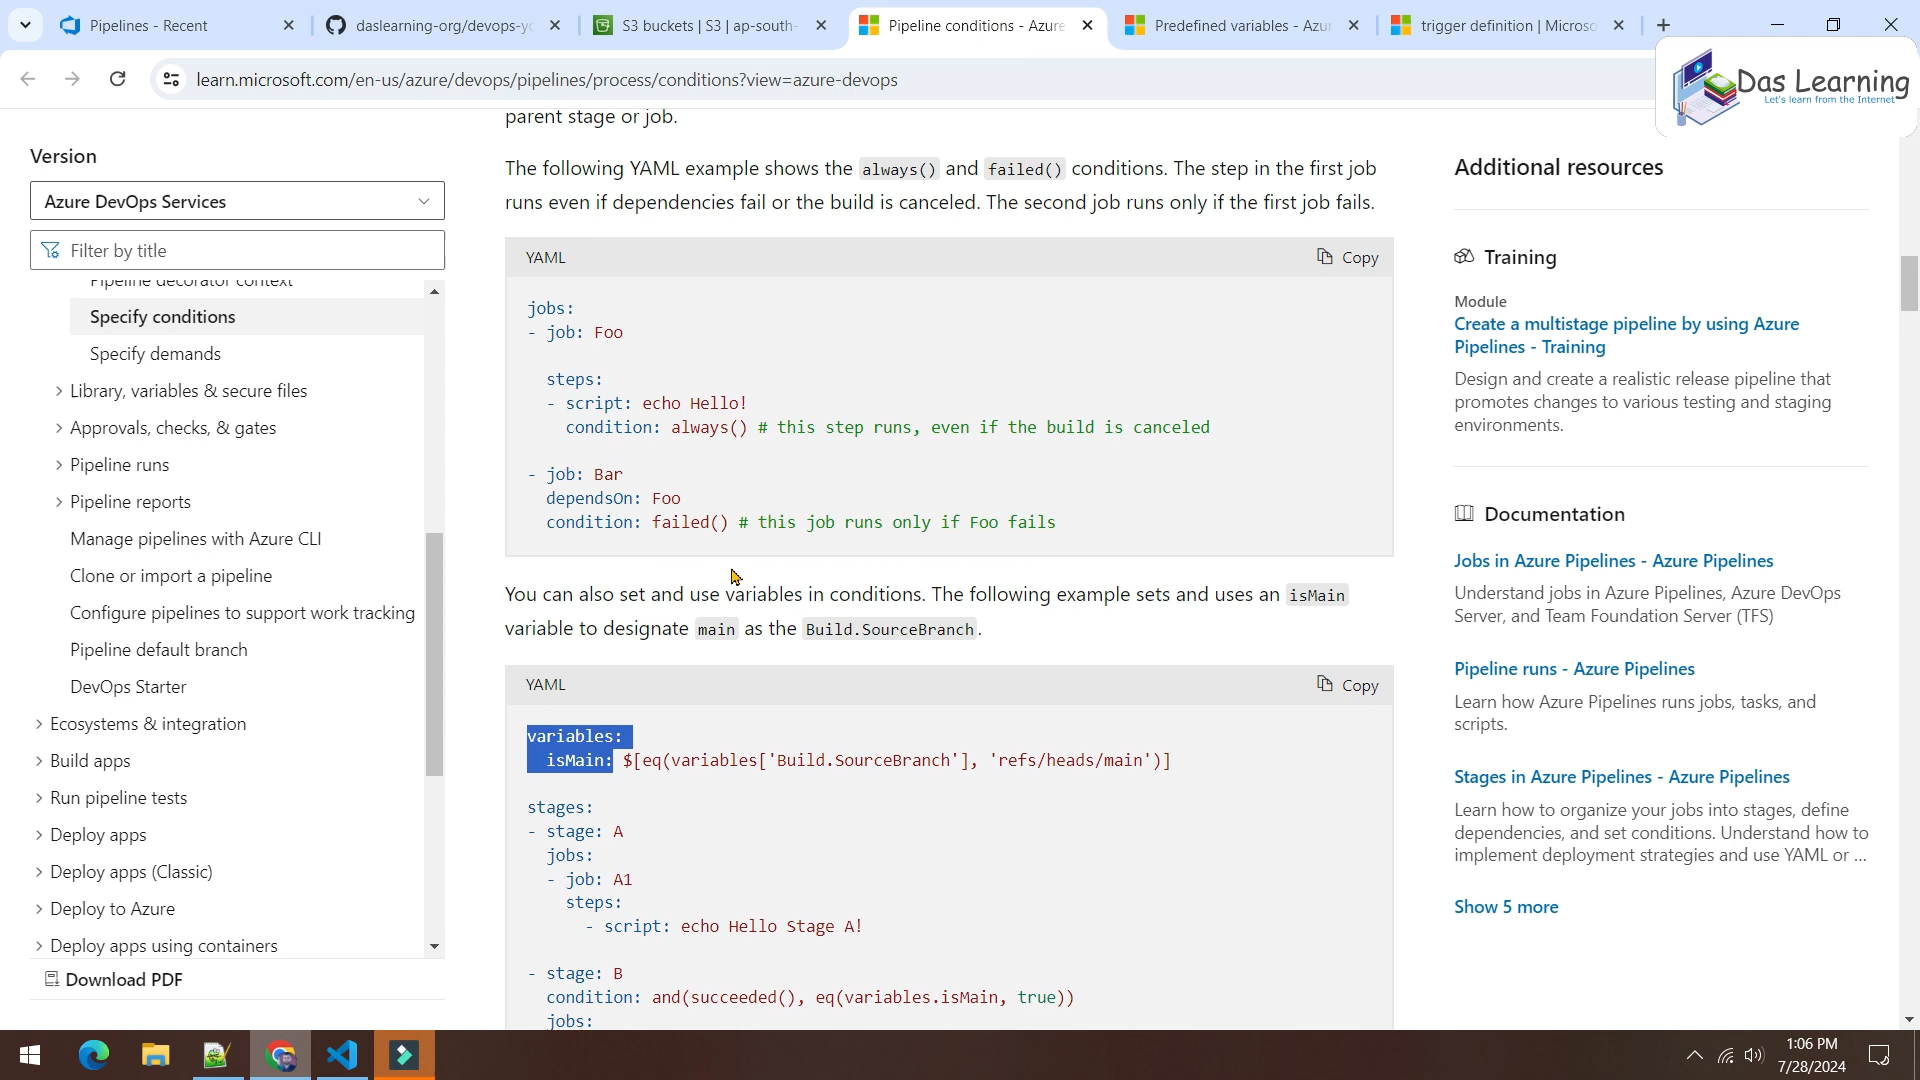 Pipelines - Recent
daslearning-org/devops-yo
S3 buckets | S3 | ap-south-
Pipeline conditions - Azure
Predefined variables - Azur
trigger definition | Microso
learn.microsoft.com/en-us/azure/devops/pipelines/process/conditions?view=azure-devops
Das Learning
Let's learn from the Internet
Version
Azure DevOps Services
Filter by title
Pipeline decorator context
Specify conditions
Specify demands
Library, variables & secure files
Approvals, checks, & gates
Pipeline runs
Pipeline reports
Manage pipelines with Azure CLI
Clone or import a pipeline
Configure pipelines to support work tracking
Pipeline default branch
DevOps Starter
Ecosystems & integration
Build apps
Run pipeline tests
Deploy apps
Deploy apps (Classic)
Deploy to Azure
Deploy apps using containers
Download PDF
parent stage or job.
The following YAML example shows the always() and failed() conditions. The step in the first job
runs even if dependencies fail or the build is canceled. The second job runs only if the first job fails.
YAML
Copy
jobs:
- job: Foo
steps:
- script: echo Hello!
condition: always() # this step runs, even if the build is canceled
- job: Bar
dependsOn: Foo
condition: failed() # this job runs only if Foo fails
You can also set and use variables in conditions. The following example sets and uses an isMain
variable to designate main as the Build.SourceBranch.
YAML
Copy
variables:
isMain: $[eq(variables['Build.SourceBranch'], 'refs/heads/main')]
stages:
- stage: A
jobs:
- job: A1
steps:
- script: echo Hello Stage A!
- stage: B
condition: and(succeeded(), eq(variables.isMain, true))
jobs:
Additional resources
Training
Module
Create a multistage pipeline by using Azure
Pipelines - Training
Design and create a realistic release pipeline that
promotes changes to various testing and staging
environments.
Documentation
Jobs in Azure Pipelines - Azure Pipelines
Understand jobs in Azure Pipelines, Azure DevOps
Server, and Team Foundation Server (TFS)
Pipeline runs - Azure Pipelines
Learn how Azure Pipelines runs jobs, tasks, and
scripts.
Stages in Azure Pipelines - Azure Pipelines
Learn how to organize your jobs into stages, define
dependencies, and set conditions. Understand how to
implement deployment strategies and use YAML or ...
Show 5 more
1:06 PM
7/28/2024